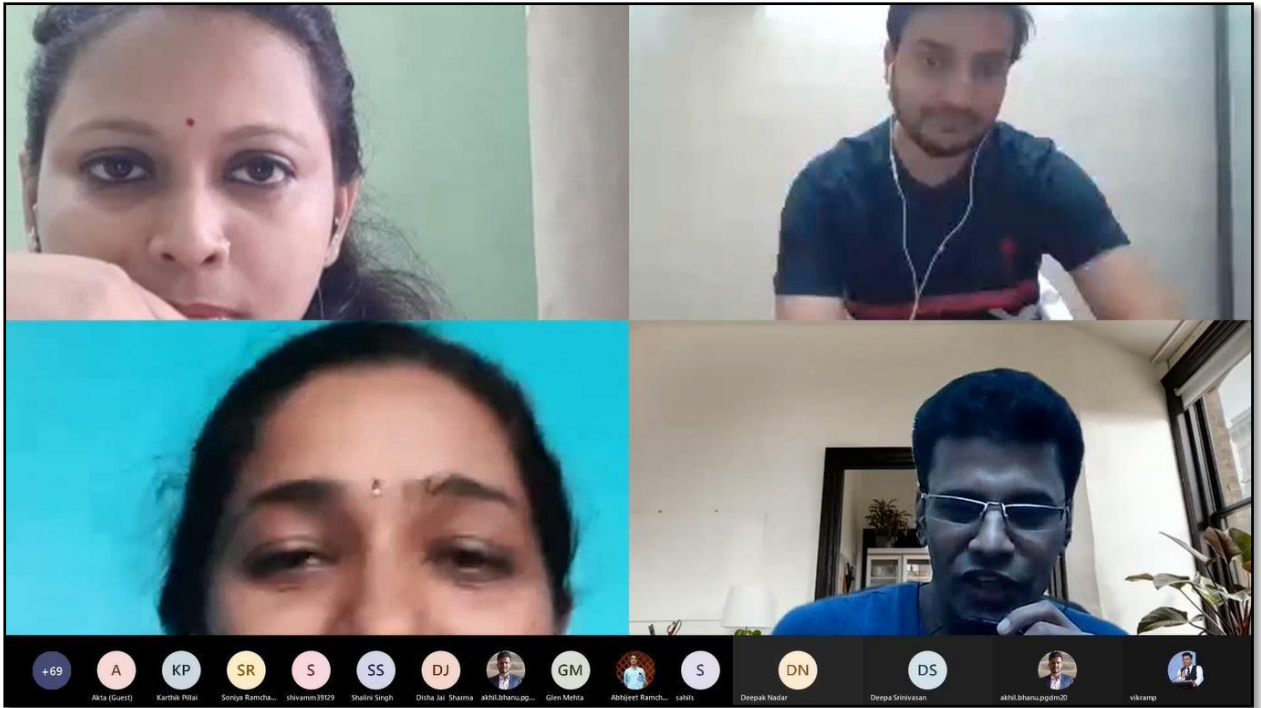 +69
A
KP
SR
S
SS
DJ
GM
S
DN
DS
Akta (Guest)
Karthik Pillai
Soniya Ramcha...
shivamm39129
Shalini Singh
Disha Jai Sharma
akhil.bhanu.pg...
Glen Mehta
Abhijeet Ramch...
sahils
Deepak Nadar
Deepa Srinivasan
akhil.bhanu.pgdm20
vikramp